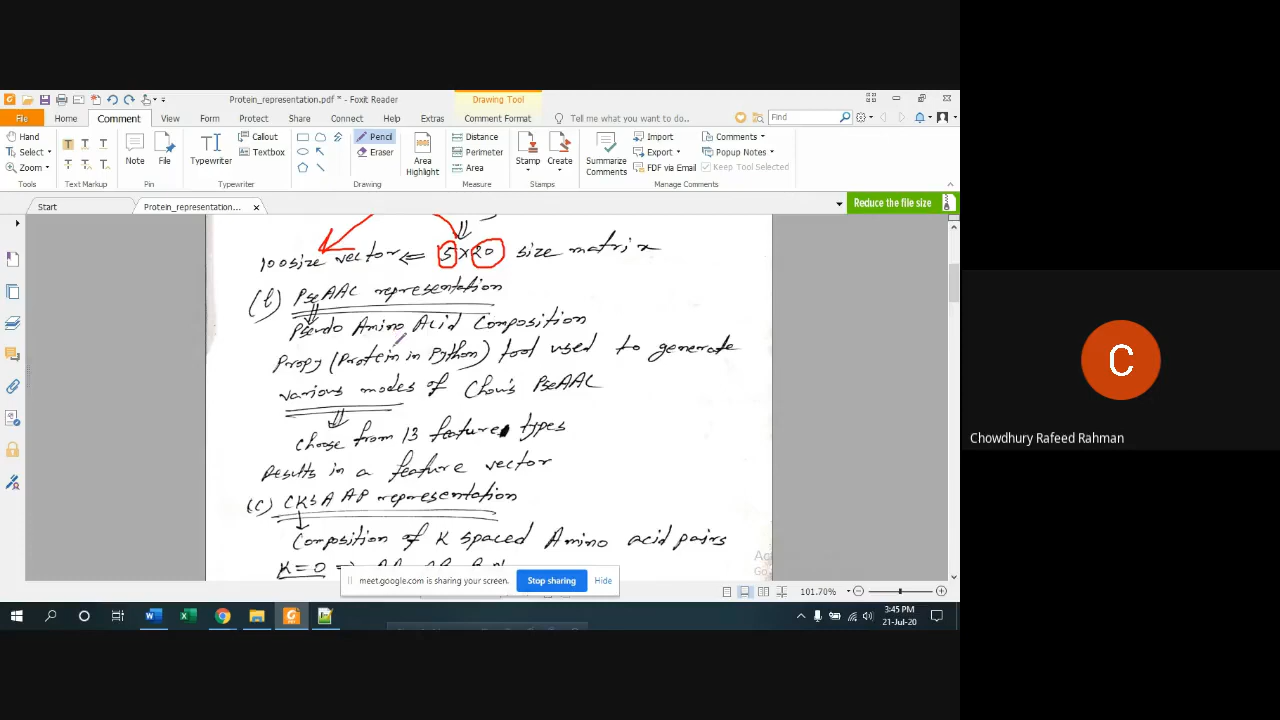 Protein_representation.pdf * - Foxit Reader
Drawing Tool
File Home Comment View Form Protect Share Connect Help Extras Comment Format Tell me what you want to do.. Find
Hand
Select
Zoom
Tools
Text Markup
Note
File
Pin
Typewriter
Callout
Textbox
Typewriter
Pencil
Eraser
Drawing
Area Highlight
Distance
Perimeter
Area
Measure
Stamp
Create
Stamps
Summarize Comments
Import
Export
FDF via Email
Comments
Popup Notes
Keep Tool Selected
Manage Comments
Start
Protein_representation....
Reduce the file size
100 size vector ⇐ 5 × 20 size matrix
(b) PseAAC representation
Pseudo Amino Acid Composition
Propy (Protein in Python) tool used to generate
various modes of Chou's PseAAC
choose from 13 feature types
Results in a feature vector
(c) CKSAAP representation
Composition of K spaced Amino acid pairs
K=0 ⇒
Ac
Go
meet.google.com is sharing your screen.
Stop sharing
Hide
101.70%
3:45 PM
21-Jul-20
C
Chowdhury Rafeed Rahman